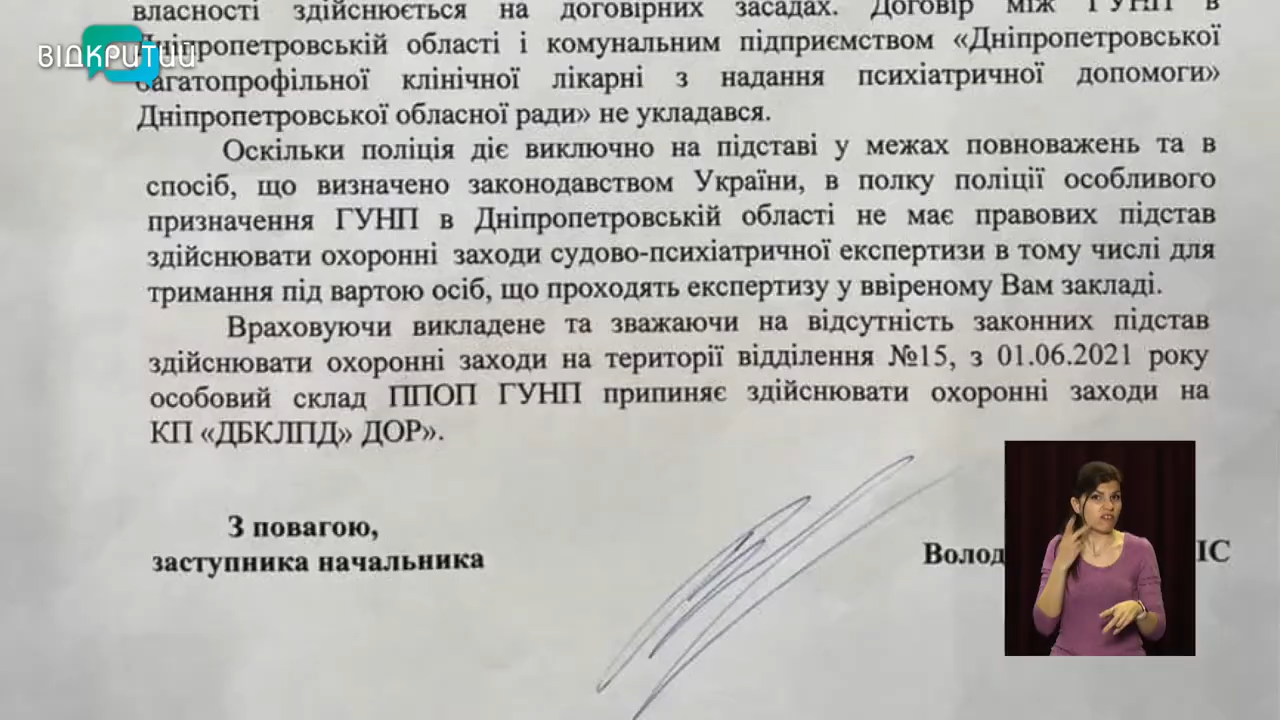 власності здійснюється на договірних засадах. Договір між ГУНП в
ВІДКРИТИЙ
Дніпропетровській області і комунальним підприємством «Дніпропетровської
багатопрофільної клінічної лікарні з надання психіатричної допомоги»
Дніпропетровської обласної ради» не укладався.
Оскільки поліція діє виключно на підставі у межах повноважень та в
спосіб, що визначено законодавством України, в полку поліції особливого
призначення ГУНП в Дніпропетровській області не має правових підстав
здійснювати охоронні заходи судово-психіатричної експертизи в тому числі для
тримання під вартою осіб, що проходять експертизу у ввіреному Вам закладі.
Враховуючи викладене та зважаючи на відсутність законних підстав
здійснювати охоронні заходи на території відділення №15, з 01.06.2021 року
особовий склад ППОП ГУНП припиняє здійснювати охоронні заходи на
КП «ДБКЛПД» ДОР».
З повагою,
заступника начальника